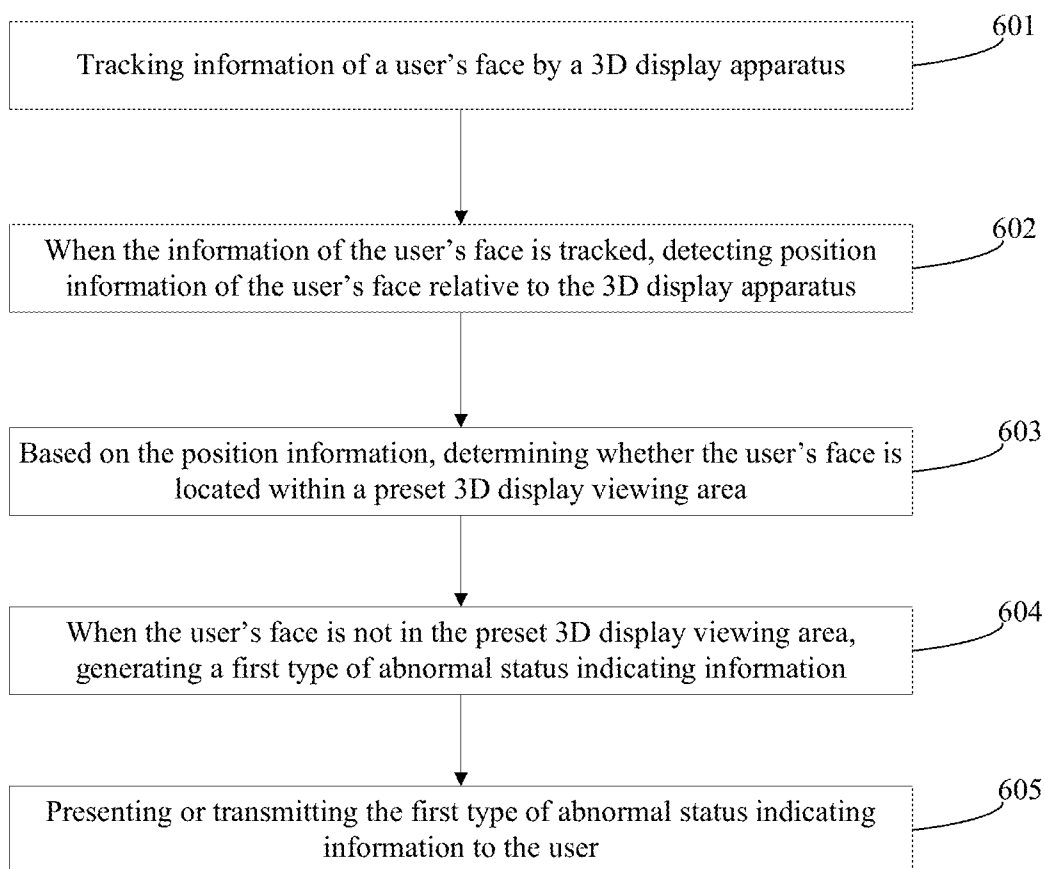 601
Tracking information of a user's face by a 3D display apparatus
602
When the information of the user's face is tracked, detecting position
information of the user's face relative to the 3D display apparatus
603
Based on the position information, determining whether the user's face is
located within a preset 3D display viewing area
604
When the user's face is not in the preset 3D display viewing area,
generating a first type of abnormal status indicating information
605
Presenting or transmitting the first type of abnormal status indicating
information to the user